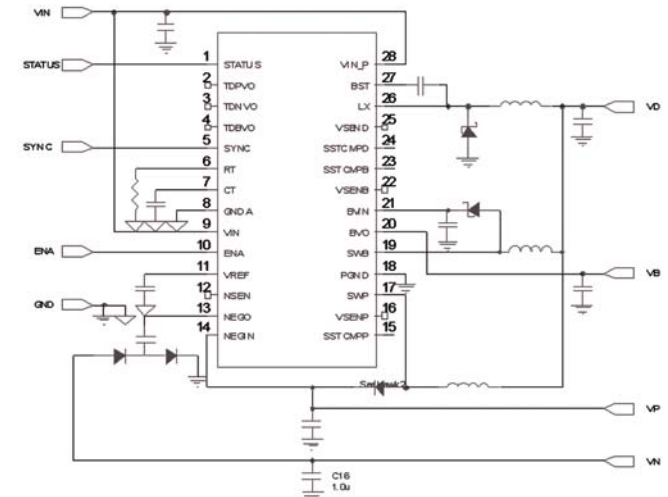 VIN
STATUS
SYNC
ENA
GND
1 STATUS
2 TDPVO
3 TDNVO
4 TDBVO
5 SYNC
6 RT
7 CT
8 GNDA
9 VIN
10 ENA
11 VREF
12 NSEN
13 NEGO
14 NEGIN
28 VIN_P
27 BST
26 LX
25 VSEND
24 SSTCMPD
23 SSTCMPB
22 VSENB
21 BVIN
20 BVO
19 SWB
18 PGND
17 SWP
16 VSENP
15 SSTCMPP
VD
VB
VP
VN
C16
1.0u